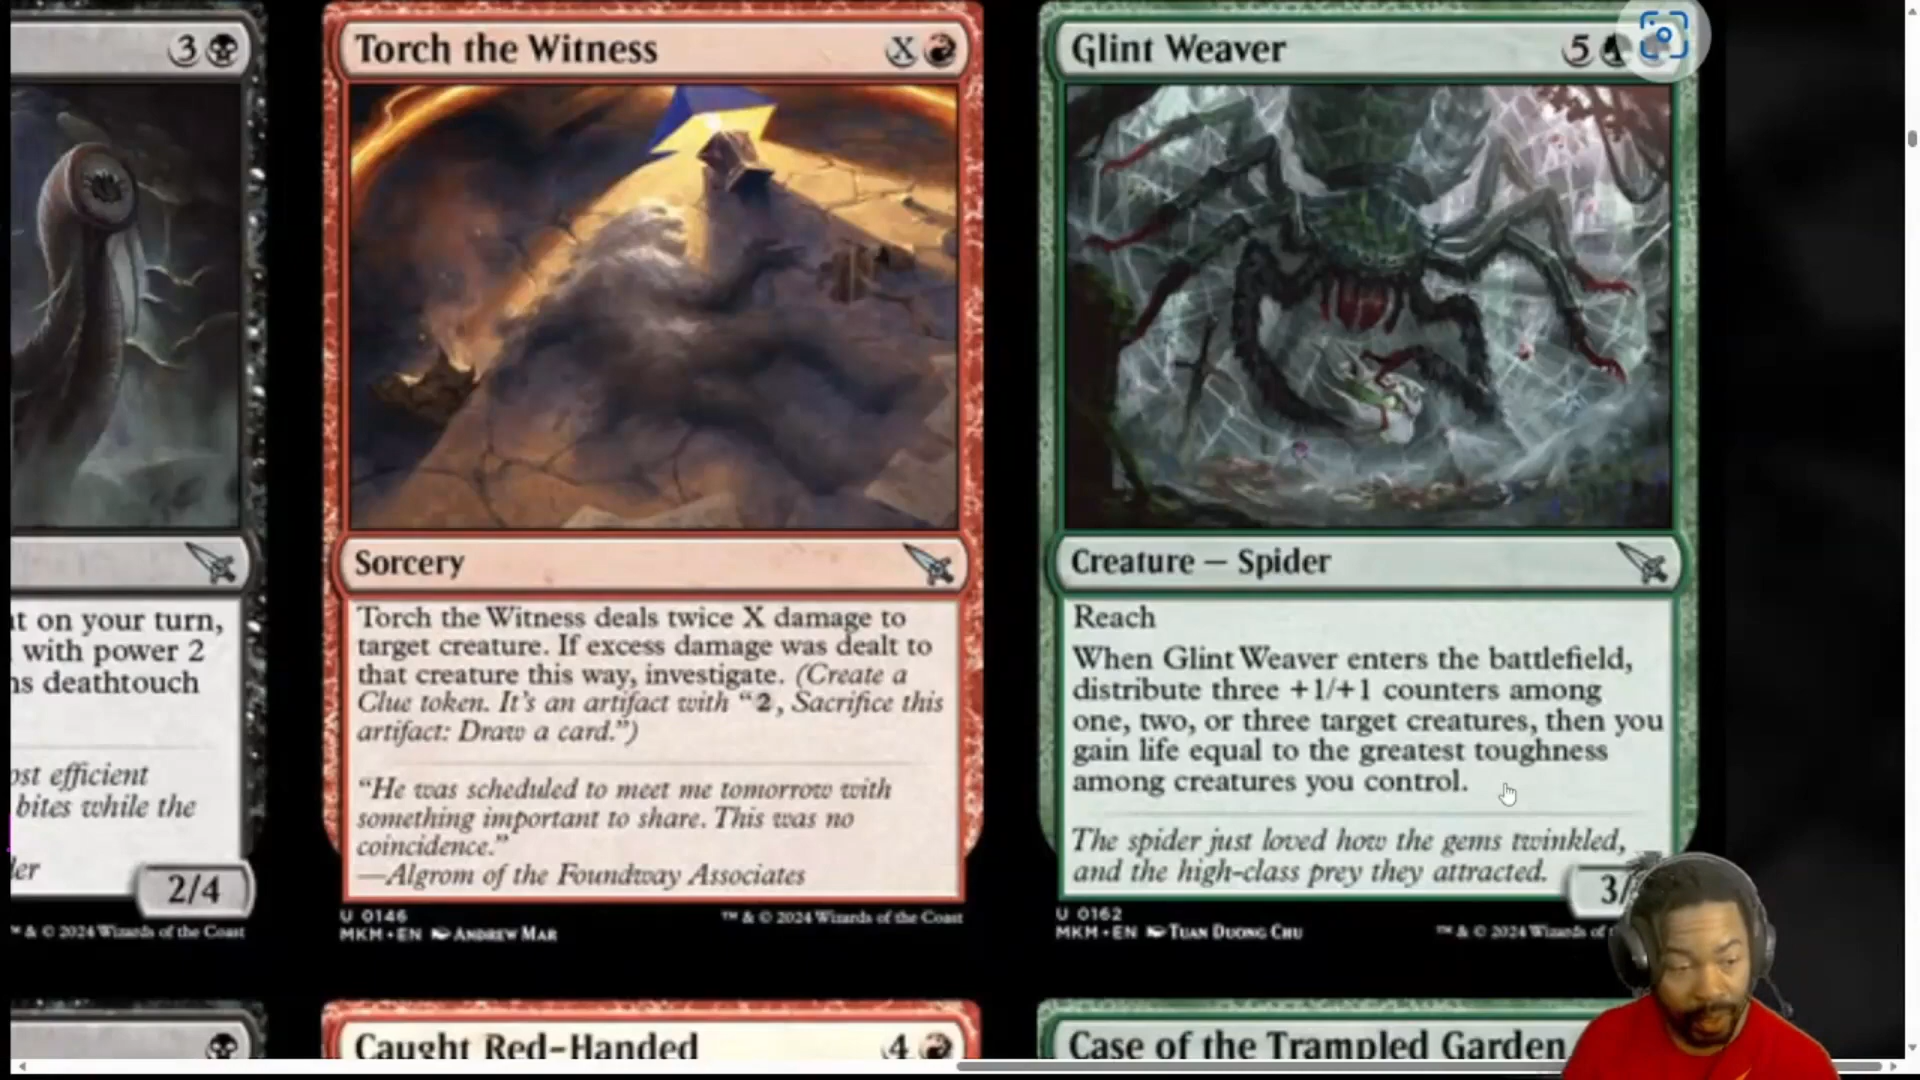 3
t on your turn,
with power 2
s deathtouch
st efficient
bites while the
er
2/4
™ & © 2024 Wizards of the Coast
Torch the Witness
X
Sorcery
Torch the Witness deals twice X damage to
target creature. If excess damage was dealt to
that creature this way, investigate. (Create a
Clue token. It's an artifact with “2, Sacrifice this
artifact: Draw a card.”)
“He was scheduled to meet me tomorrow with
something important to share. This was no
coincidence.”
—Algrom of the Foundway Associates
U 0146
MKM • EN ANDREW MAR
™ & © 2024 Wizards of the Coast
Glint Weaver
5
Creature — Spider
Reach
When Glint Weaver enters the battlefield,
distribute three +1/+1 counters among
one, two, or three target creatures, then you
gain life equal to the greatest toughness
among creatures you control.
The spider just loved how the gems twinkled,
and the high-class prey they attracted.
3/
U 0162
MKM • EN TUAN DUONG CHU
™ & © 2024 Wizards of
Caught Red-Handed
4
Case of the Trampled Garden